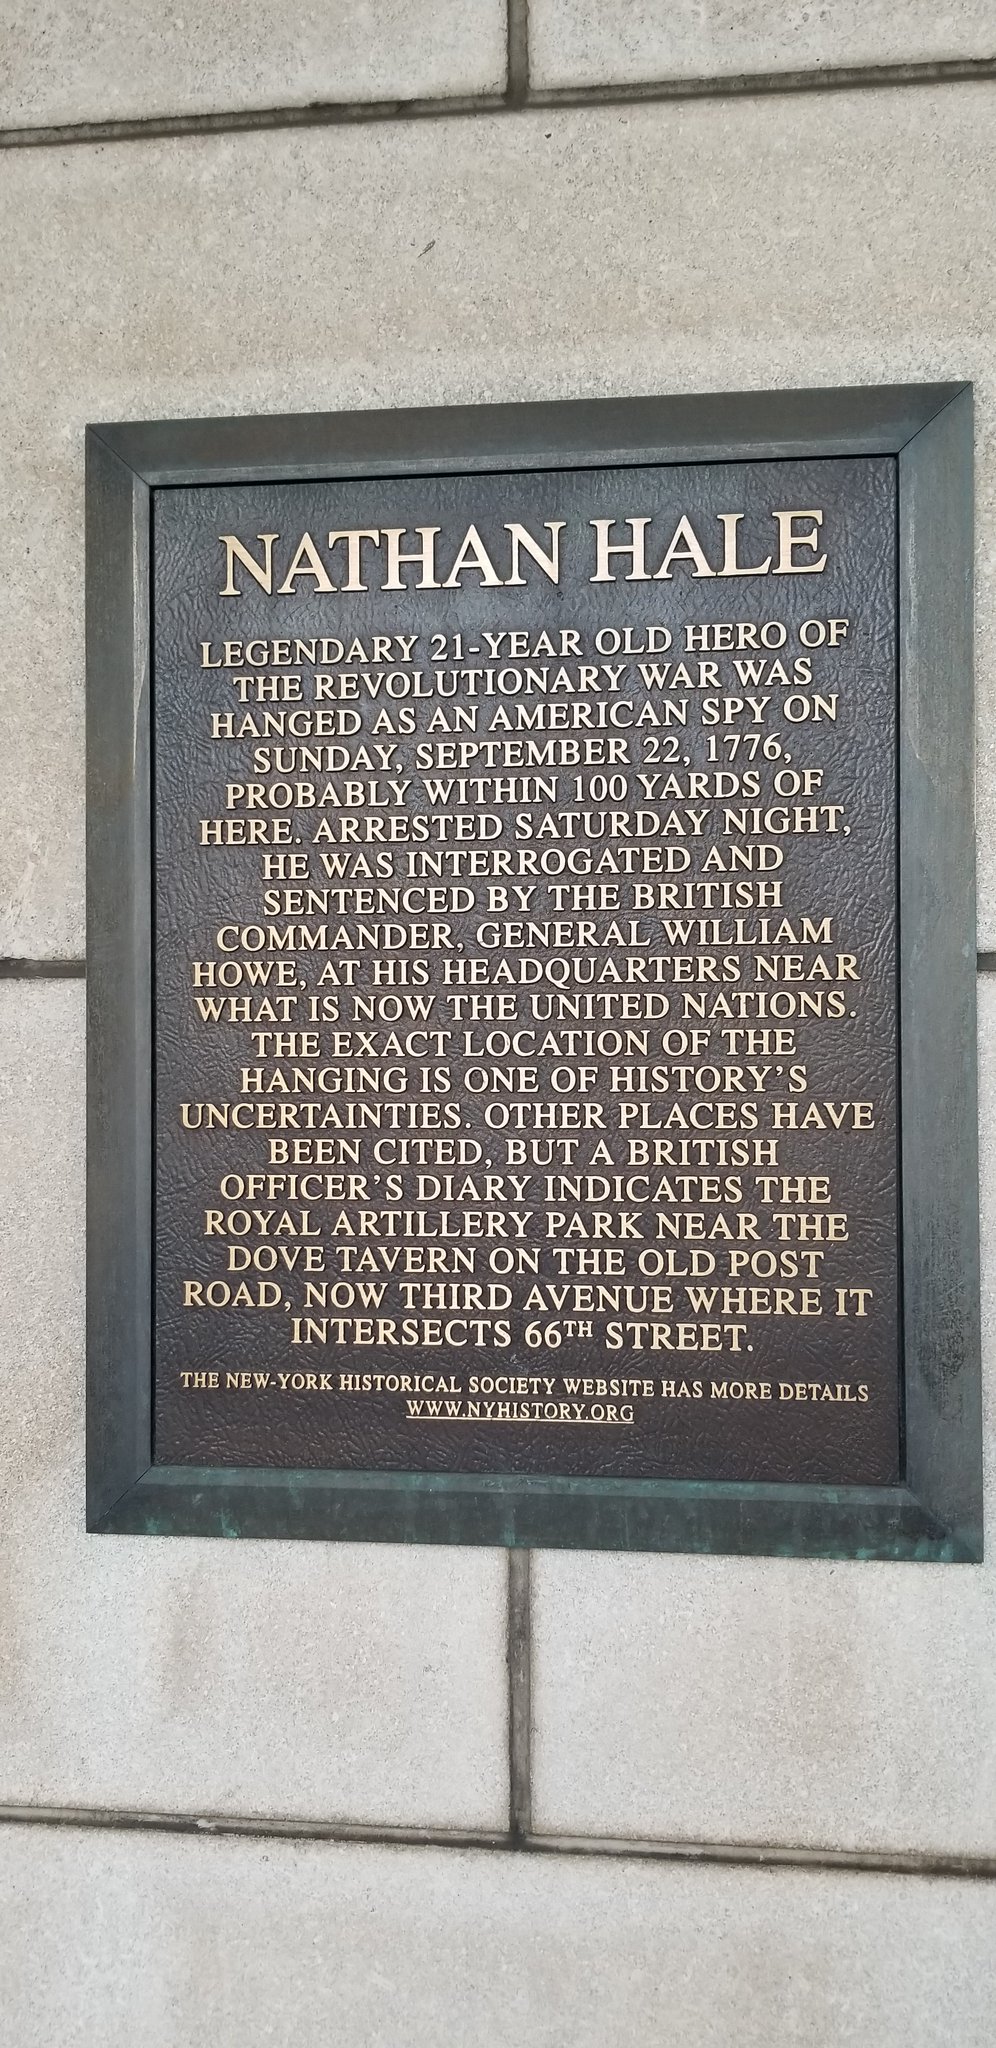 NATHAN HALE
LEGENDARY 21-YEAR OLD HERO OF
THE REVOLUTIONARY WAR WAS
HANGED AS AN AMERICAN SPY ON
SUNDAY, SEPTEMBER 22, 1776,
PROBABLY WITHIN 100 YARDS OF
HERE. ARRESTED SATURDAY NIGHT,
HE WAS INTERROGATED AND
SENTENCED BY THE BRITISH
COMMANDER, GENERAL WILLIAM
HOWE, AT HIS HEADQUARTERS NEAR
WHAT IS NOW THE UNITED NATIONS.
THE EXACT LOCATION OF THE
HANGING IS ONE OF HISTORY'S
UNCERTAINTIES. OTHER PLACES HAVE
BEEN CITED, BUT A BRITISH
OFFICER'S DIARY INDICATES THE
ROYAL ARTILLERY PARK NEAR THE
DOVE TAVERN ON THE OLD POST
ROAD, NOW THIRD AVENUE WHERE IT
INTERSECTS 66TH STREET.
THE NEW-YORK HISTORICAL SOCIETY WEBSITE HAS MORE DETAILS
WWW.NYHISTORY.ORG